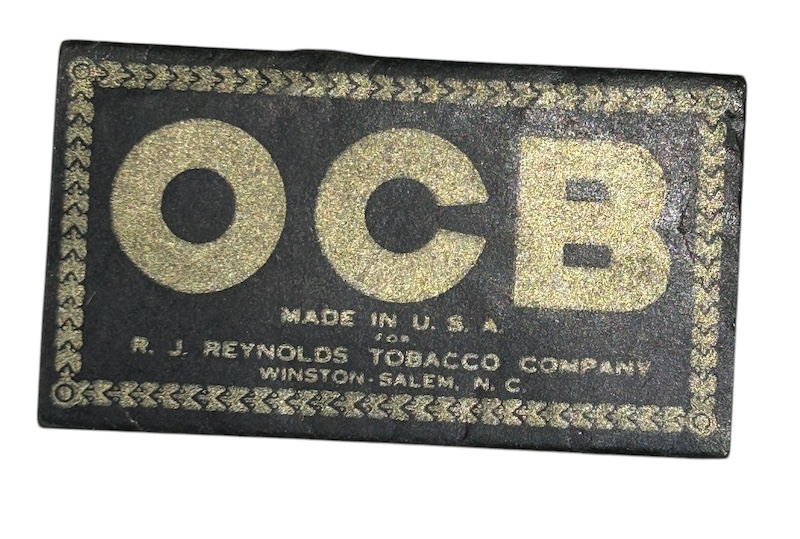 OCB
MADE IN U. S. A.
FOR
R. J. REYNOLDS TOBACCO COMPANY
WINSTON-SALEM, N. C.